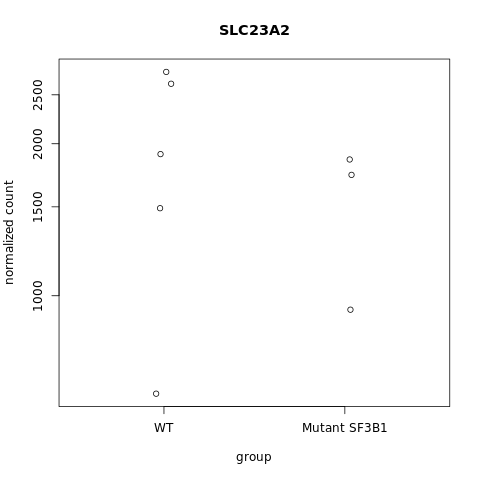 SLC23A2
normalized count
2500
2000
1500
1000
WT
Mutant SF3B1
group